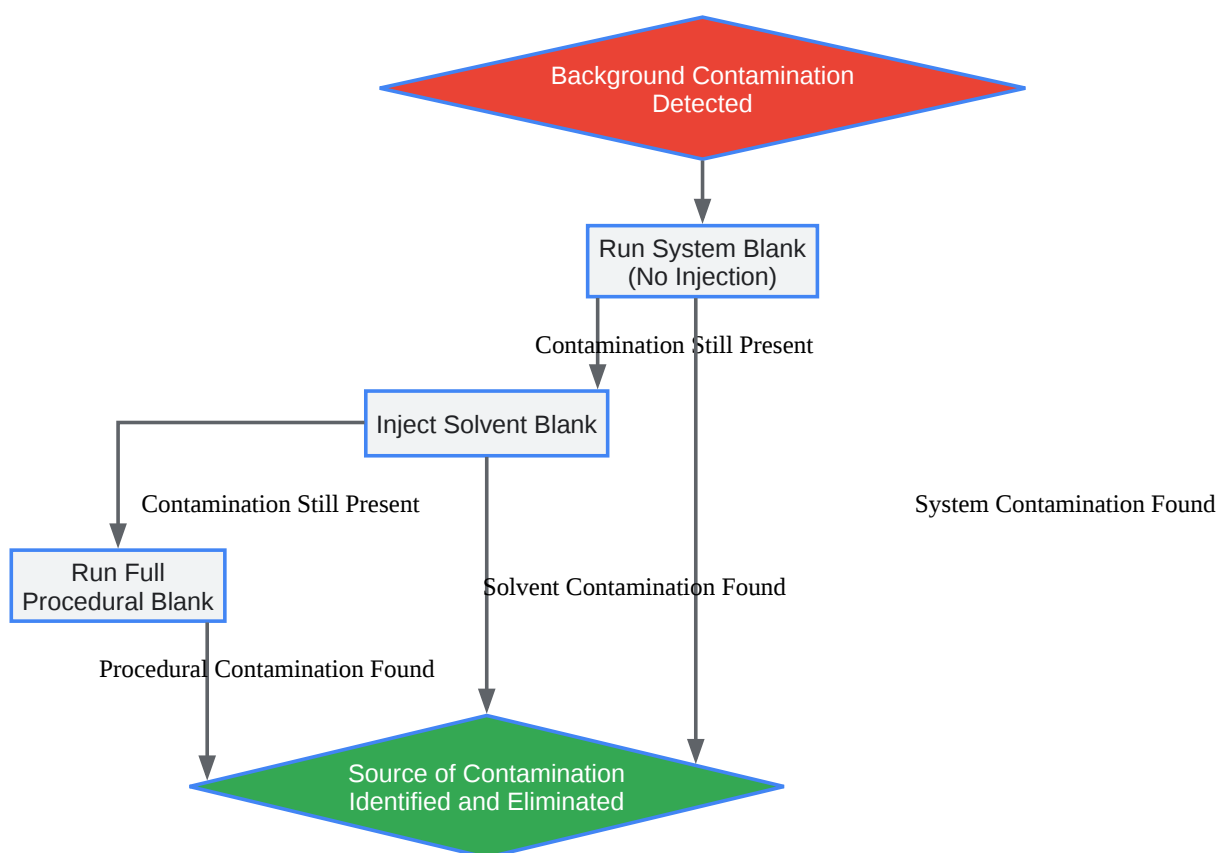 Background Contamination
Detected
Run System Blank
(No Injection)
Contamination Still Present
Inject Solvent Blank
Contamination Still Present
System Contamination Found
Run Full
Procedural Blank
Solvent Contamination Found
Procedural Contamination Found
Source of Contamination
Identified and Eliminated